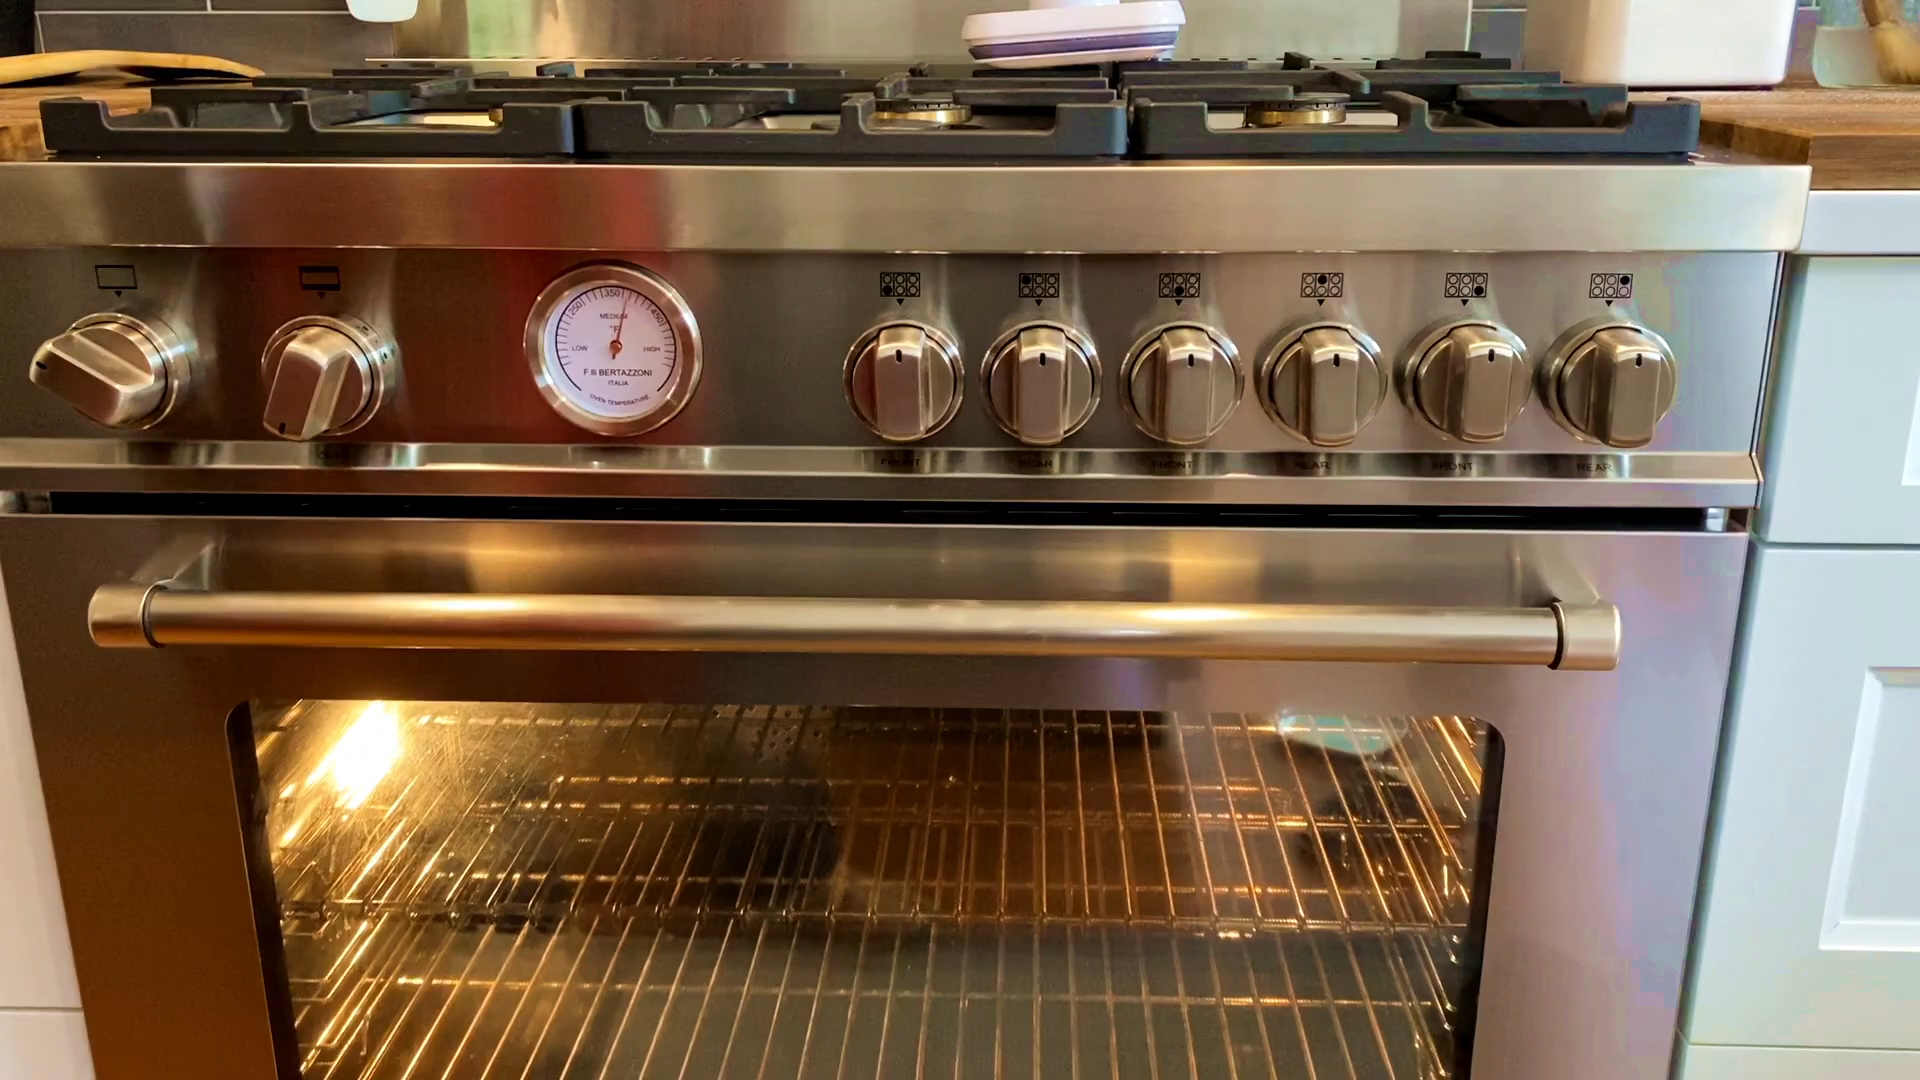 250 350 450
MEDIUM
°F
LOW HIGH
F.lli BERTAZZONI
ITALIA
OVEN TEMPERATURE
FRONT REAR FRONT REAR FRONT REAR